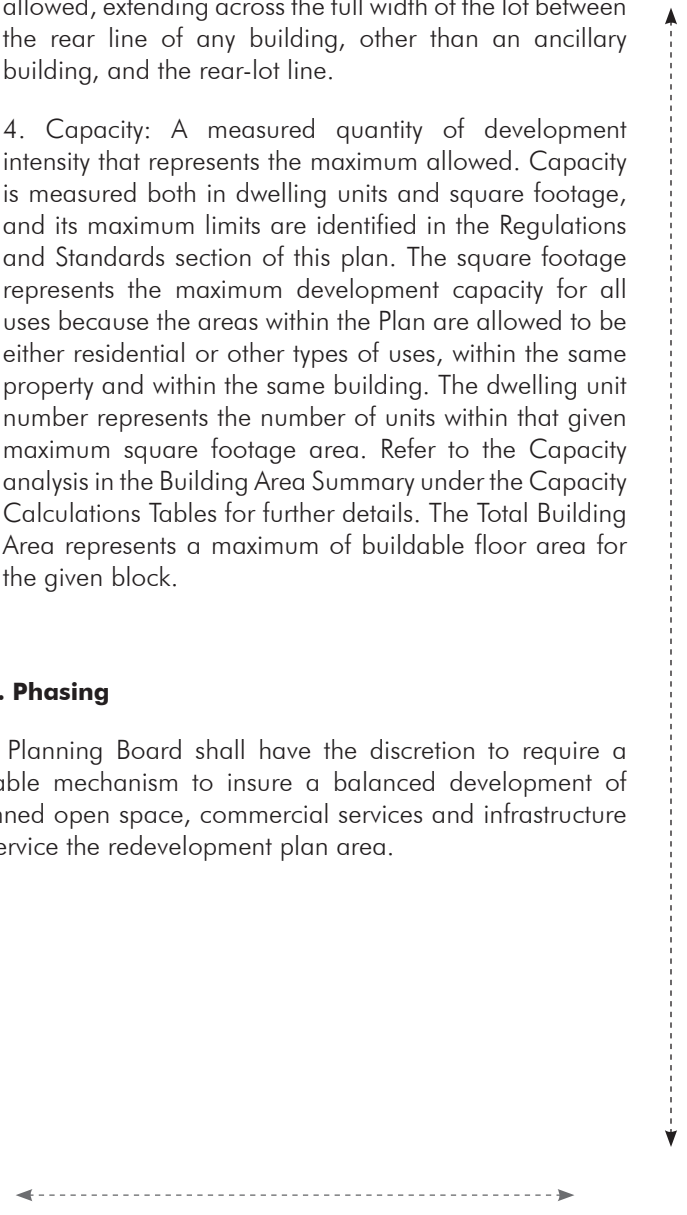 allowed, extending across the full width of the lot between
the rear line of any building, other than an ancillary
building, and the rear-lot line.
4. Capacity: A measured quantity of development
intensity that represents the maximum allowed. Capacity
is measured both in dwelling units and square footage,
and its maximum limits are identified in the Regulations
and Standards section of this plan. The square footage
represents the maximum development capacity for all
uses because the areas within the Plan are allowed to be
either residential or other types of uses, within the same
property and within the same building. The dwelling unit
number represents the number of units within that given
maximum square footage area. Refer to the Capacity
analysis in the Building Area Summary under the Capacity
Calculations Tables for further details. The Total Building
Area represents a maximum of buildable floor area for
the given block.
. Phasing
Planning Board shall have the discretion to require a
mechanism to insure a balanced development of
open space, commercial services and infrastructure
the redevelopment plan area.